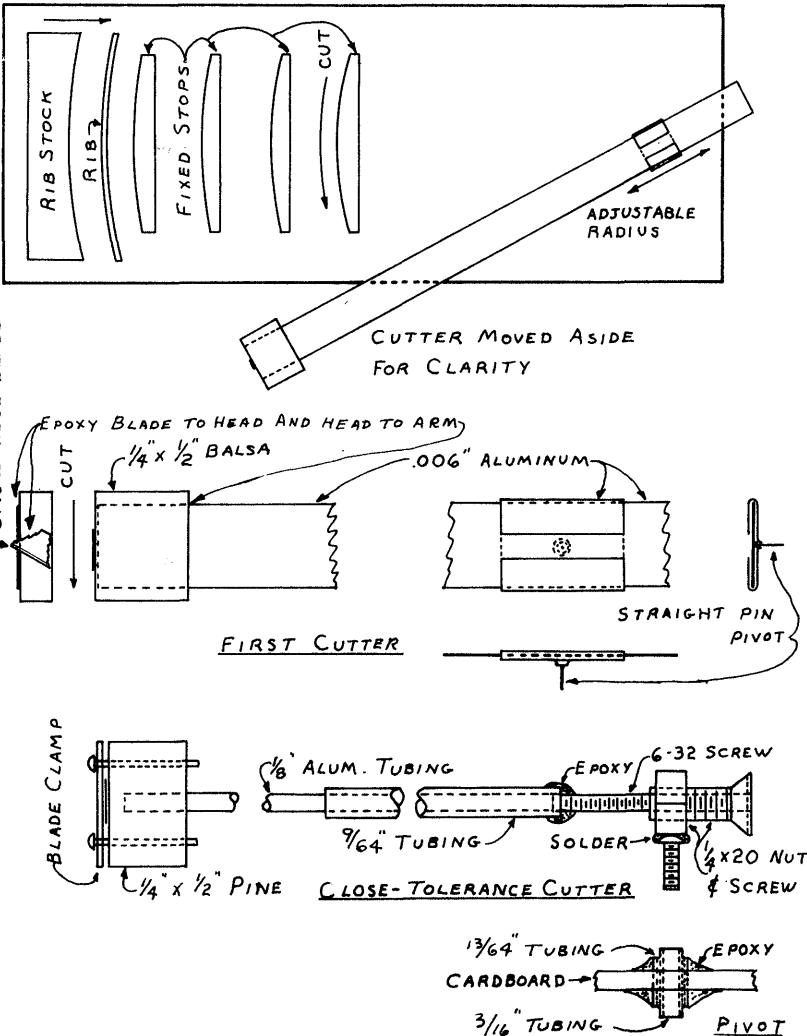 RIB STOCK
RIB
FIXED STOPS
CUT
ADJUSTABLE
RADIUS
CUTTER MOVED ASIDE
FOR CLARITY
EPOXY BLADE TO HEAD AND HEAD TO ARM
1/4" x 1/2" BALSA
.006" ALUMINUM
CUT
STRAIGHT PIN
PIVOT
FIRST CUTTER
BLADE CLAMP
1/8" ALUM. TUBING
EPOXY
6-32 SCREW
9/64" TUBING
SOLDER
1/4 x 20 NUT
& SCREW
1/4" x 1/2" PINE
CLOSE-TOLERANCE CUTTER
13/64" TUBING
EPOXY
CARDBOARD
3/16" TUBING
PIVOT